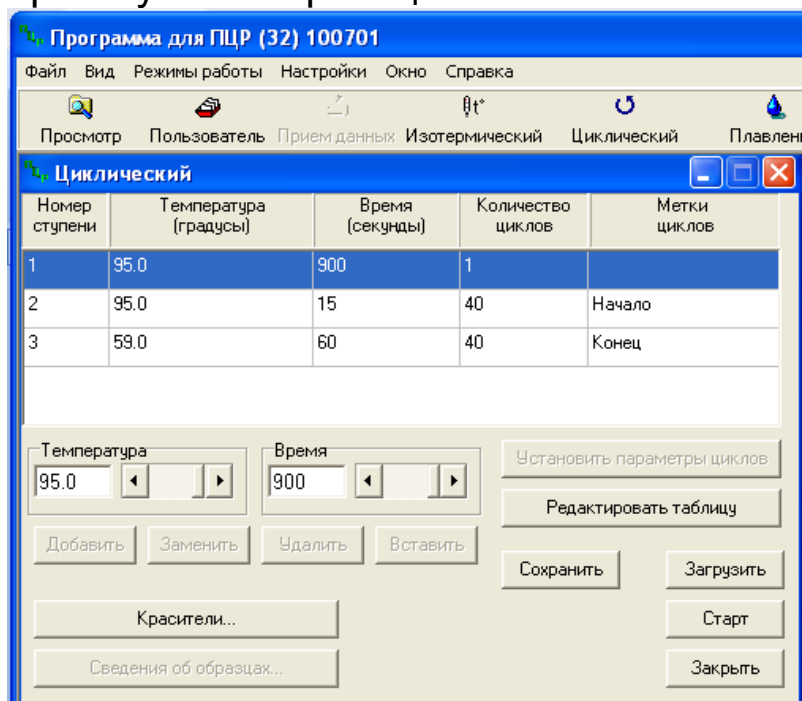 Программа для ПЦР (32) 100701
Файл Вид Режимы работы Настройки Окно Справка
Просмотр Пользователь Прием данных Изотермический Циклический Плавлен
Циклический
Номер ступени Температура (градусы) Время (секунды) Количество циклов Метки циклов
1 95.0 900 1
2 95.0 15 40 Начало
3 59.0 60 40 Конец
Температура Время
Установить параметры циклов
95.0 900
Редактировать таблицу
Добавить Заменить Удалить Вставить
Сохранить Загрузить
Красители... Старт
Сведения об образцах... Закрыть